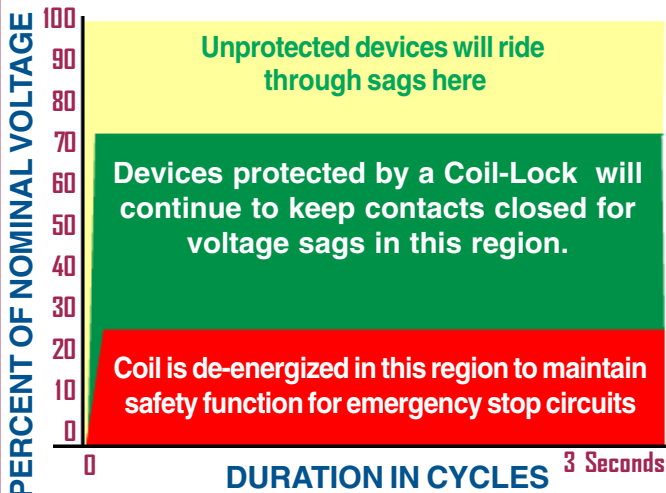 PERCENT OF NOMINAL VOLTAGE
100
90
80
70
60
50
40
30
20
10
0
Unprotected devices will ride
through sags here
Devices protected by a Coil-Lock will
continue to keep contacts closed for
voltage sags in this region.
Coil is de-energized in this region to maintain
safety function for emergency stop circuits
0
3 Seconds
DURATION IN CYCLES